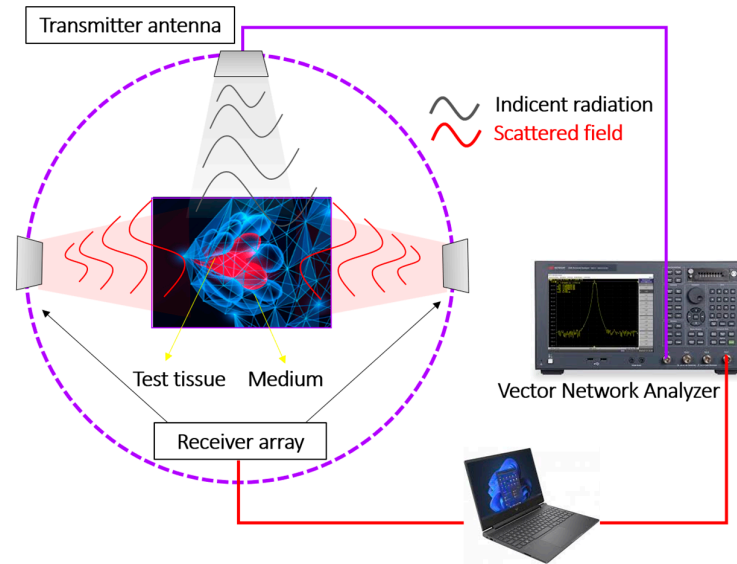 Transmitter antenna
Indicent radiation
Scattered field
Test tissue
Medium
Vector Network Analyzer
Receiver array